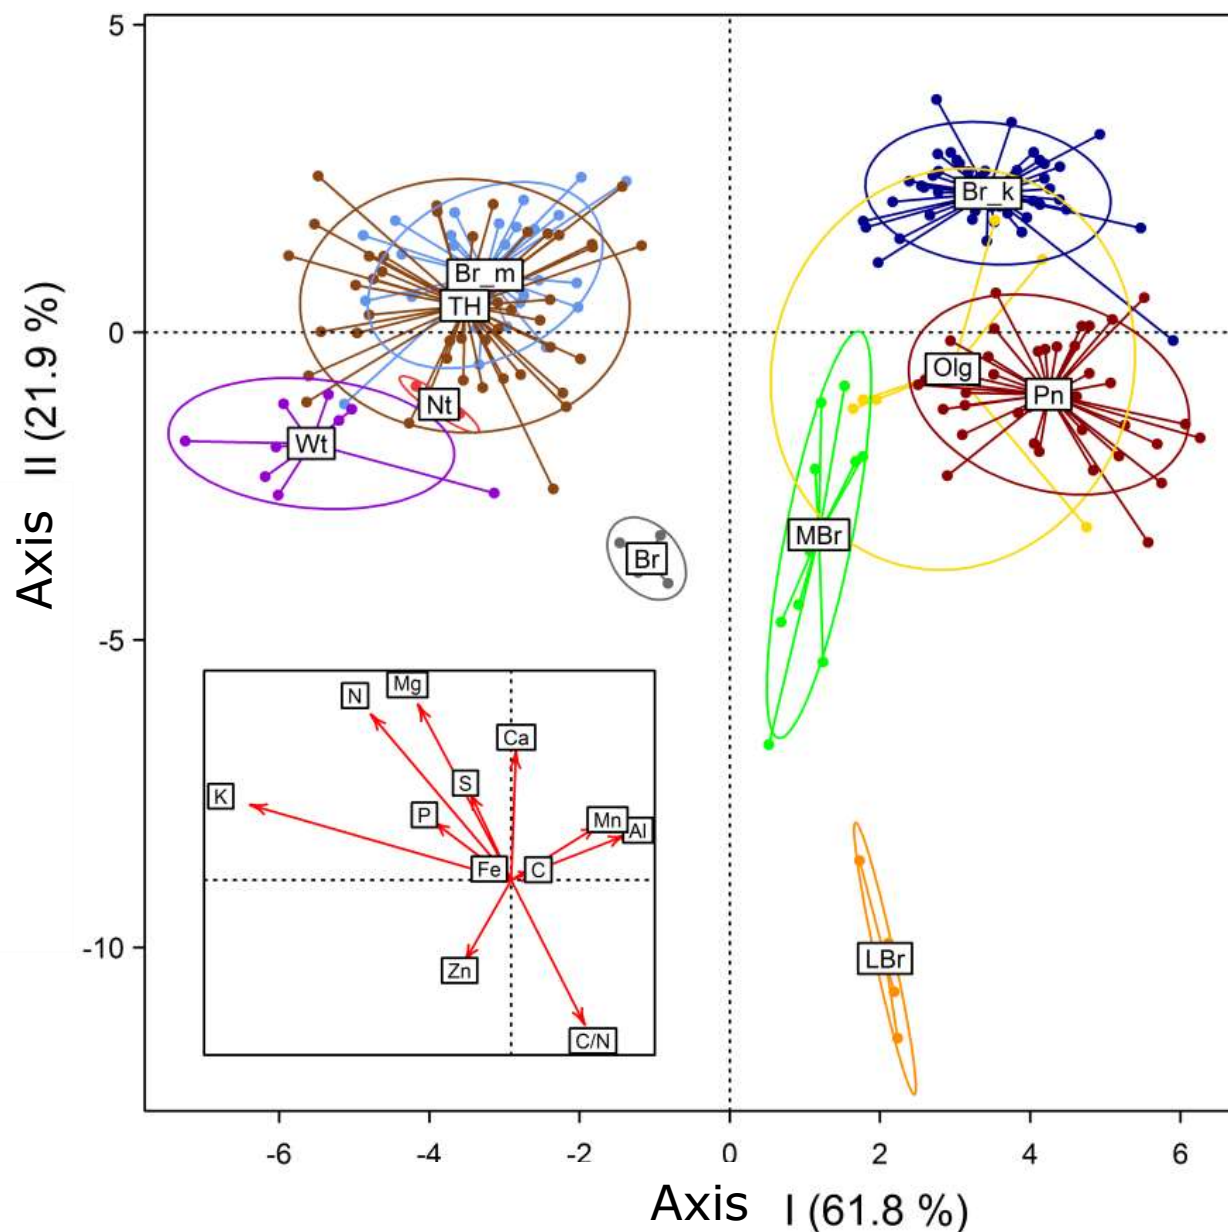 5
0
-5
-10
Axis II (21.9 %)
Br_k
Br_m
TH
Olg
Pn
Nt
Wt
MBr
Br
LBr
Mg
N
Ca
S
K
P
Mn
Al
Fe
C
Zn
C/N
-6 -4 -2 0 2 4 6
Axis I (61.8 %)